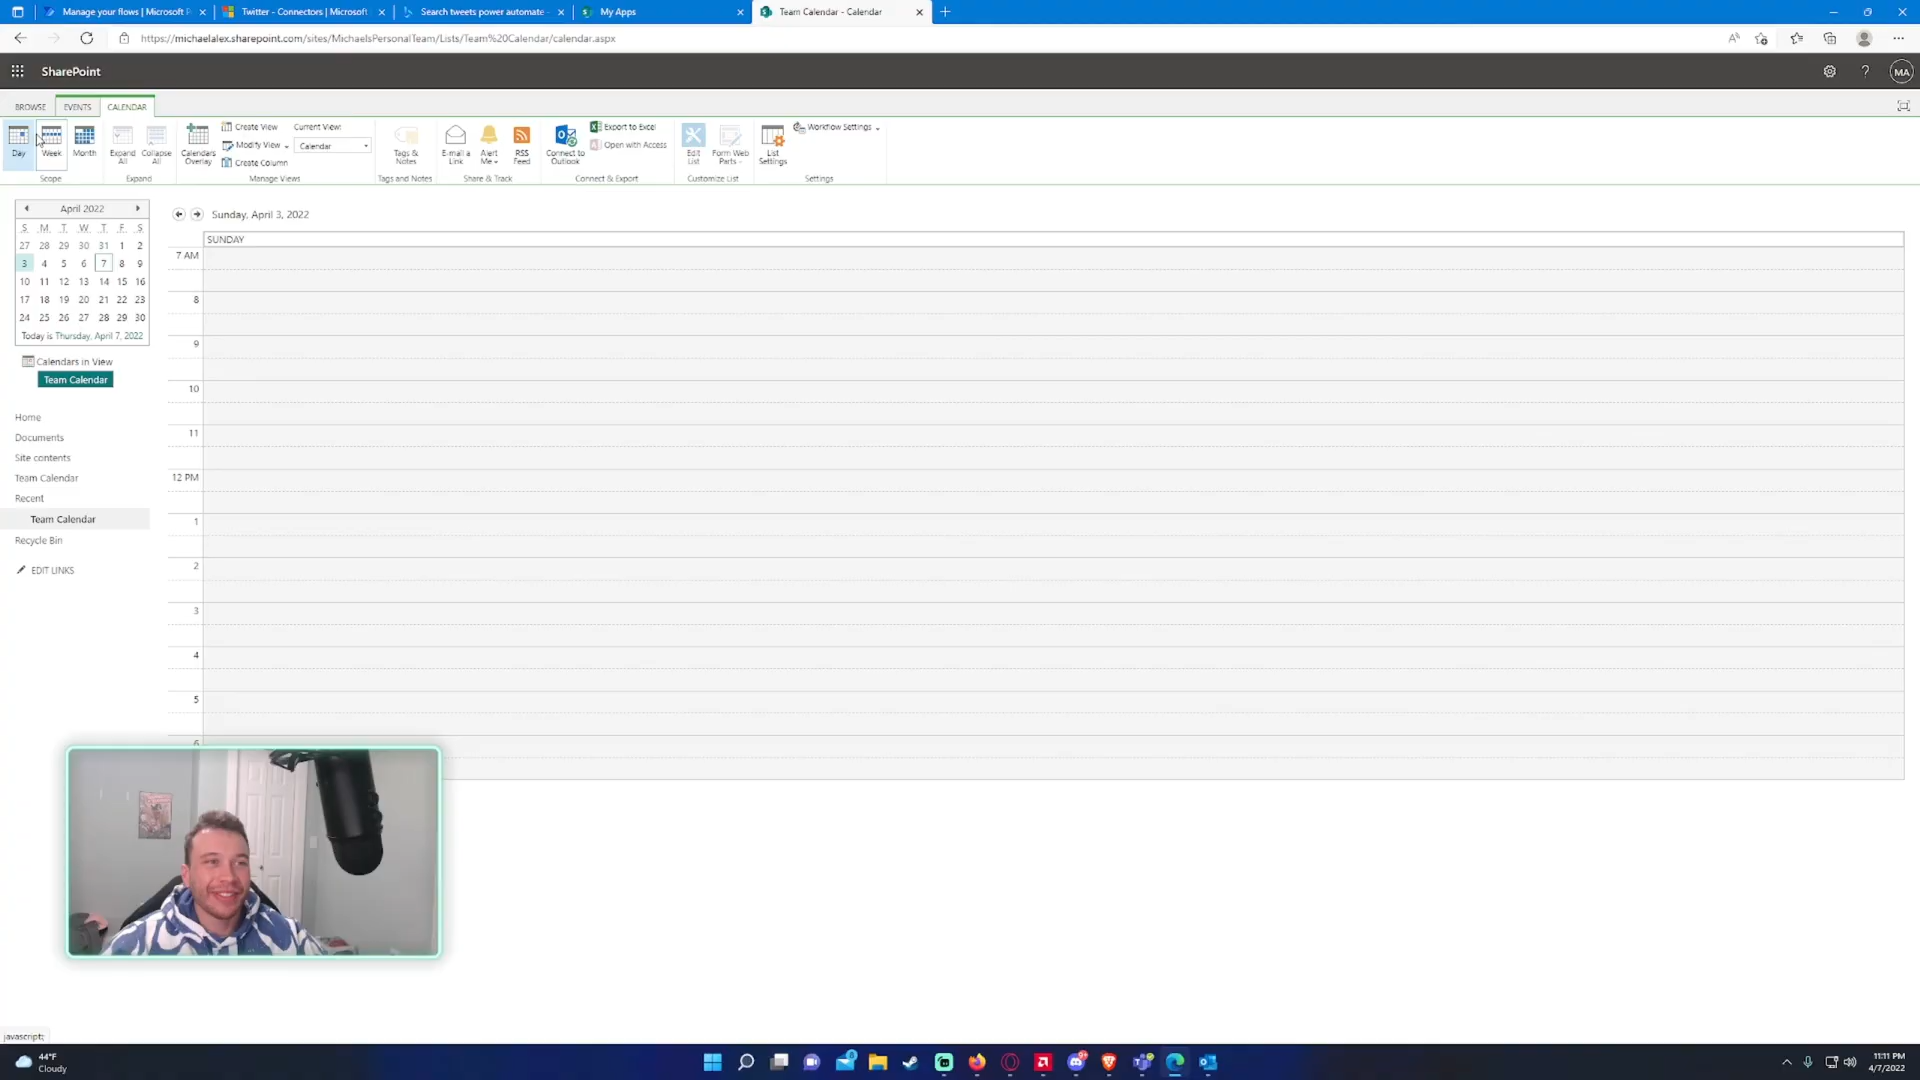 Manage your flows | Microsoft P
Twitter - Connectors | Microsoft
Search tweets power automate -
My Apps
Team Calendar - Calendar
https://michaelalex.sharepoint.com/sites/MichaelsPersonalTeam/Lists/Team%20Calendar/calendar.aspx
SharePoint
MA
BROWSE EVENTS CALENDAR
Day
Week
Month
Scope
Expand All
Collapse All
Expand
Calendars Overlay
Create View
Modify View
Create Column
Current View:
Calendar
Manage Views
Tags & Notes
Tags and Notes
E-mail a Link
Alert Me
RSS Feed
Share & Track
Connect to Outlook
Export to Excel
Open with Access
Connect & Export
Edit List
Form Web Parts
Customize List
List Settings
Workflow Settings
Settings
April 2022
S M T W T F S
27 28 29 30 31 1 2
3 4 5 6 7 8 9
10 11 12 13 14 15 16
17 18 19 20 21 22 23
24 25 26 27 28 29 30
Today is Thursday, April 7, 2022
Calendars in View
Team Calendar
Home
Documents
Site contents
Team Calendar
Recent
Team Calendar
Recycle Bin
EDIT LINKS
Sunday, April 3, 2022
SUNDAY
7 AM
8
9
10
11
12 PM
1
2
3
4
5
6
javascript:
44°F
Cloudy
11:11 PM
4/7/2022